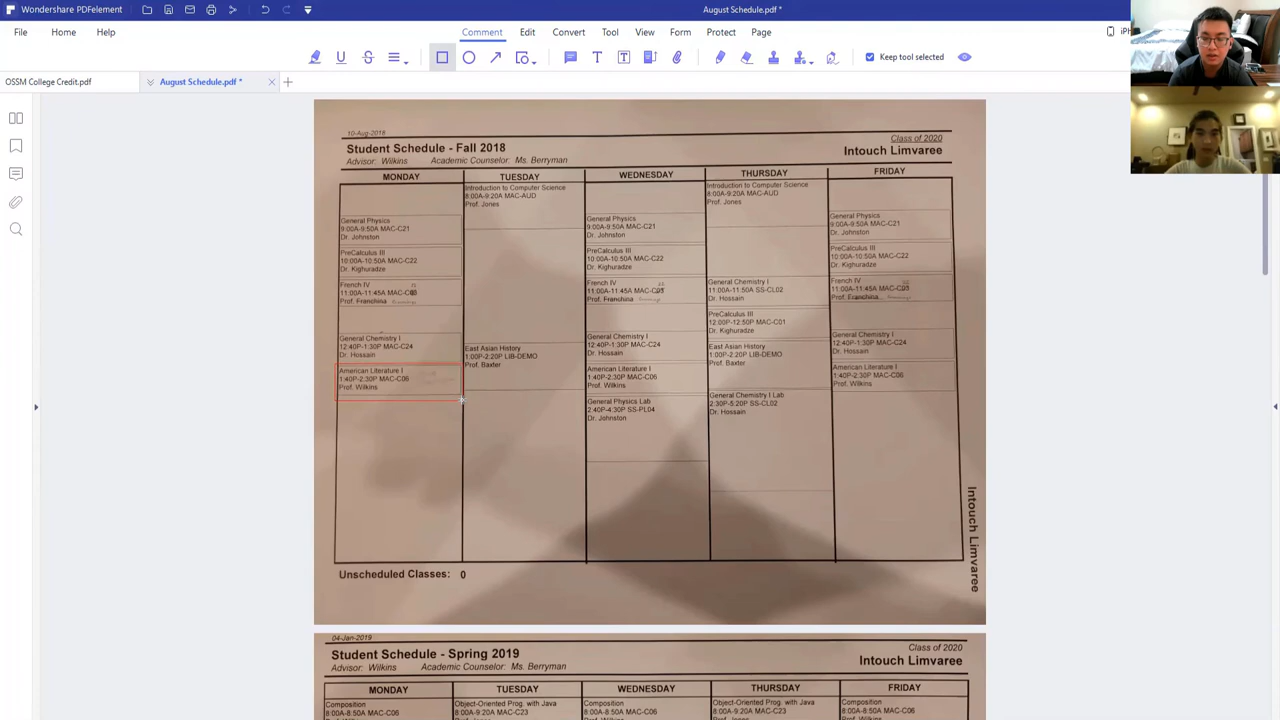 Wondershare PDFelement
August Schedule.pdf *
File
Home
Help
Comment
Edit
Convert
Tool
View
Form
Protect
Page
Keep tool selected
OSSM College Credit.pdf
August Schedule.pdf *
10-Aug-2018
Student Schedule - Fall 2018
Advisor: Wilkins Academic Counselor: Ms. Berryman
Class of 2020
Intouch Limvaree
MONDAY
General Physics
9:00A-9:50A MAC-C21
Dr. Johnston
PreCalculus III
10:00A-10:50A MAC-C22
Dr. Kighuradze
French IV
11:00A-11:45A
Prof. Franchina
General Chemistry I
12:40P-1:30P MAC-C24
Dr. Hossain
American Literature I
1:40P-2:30P MAC-C06
Prof. Wilkins
TUESDAY
Introduction to Computer Science
8:00A-9:20A MAC-AUD
Prof. Jones
East Asian History
1:00P-2:20P LIB-DEMO
Prof. Baxter
WEDNESDAY
General Physics
9:00A-9:50A MAC-C21
Dr. Johnston
PreCalculus III
10:00A-10:50A MAC-C22
Dr. Kighuradze
French IV
11:00A-11:45A
Prof. Franchina
General Chemistry I
12:40P-1:30P MAC-C24
Dr. Hossain
American Literature I
1:40P-2:30P MAC-C06
Prof. Wilkins
General Physics Lab
2:40P-4:30P SS-PL04
Dr. Johnston
THURSDAY
Introduction to Computer Science
8:00A-9:20A MAC-AUD
Prof. Jones
General Chemistry I
11:00A-11:50A SS-CL02
Dr. Hossain
PreCalculus III
12:00P-12:50P MAC-C01
Dr. Kighuradze
East Asian History
1:00P-2:20P LIB-DEMO
Prof. Baxter
General Chemistry I Lab
2:30P-5:20P SS-CL02
Dr. Hossain
FRIDAY
General Physics
9:00A-9:50A MAC-C21
Dr. Johnston
PreCalculus III
10:00A-10:50A MAC-C22
Dr. Kighuradze
French IV
11:00A-11:45A
Prof. Franchina
General Chemistry I
12:40P-1:30P MAC-C24
Dr. Hossain
American Literature I
1:40P-2:30P MAC-C06
Prof. Wilkins
Intouch Limvaree
Unscheduled Classes: 0
04-Jan-2019
Student Schedule - Spring 2019
Advisor: Wilkins Academic Counselor: Ms. Berryman
Class of 2020
Intouch Limvaree
MONDAY
Composition
8:00A-8:50A MAC-C06
TUESDAY
Object-Oriented Prog. with Java
8:00A-9:20A MAC-C23
WEDNESDAY
Composition
8:00A-8:50A MAC-C06
THURSDAY
Object-Oriented Prog. with Java
8:00A-9:20A MAC-C23
FRIDAY
Composition
8:00A-8:50A MAC-C06